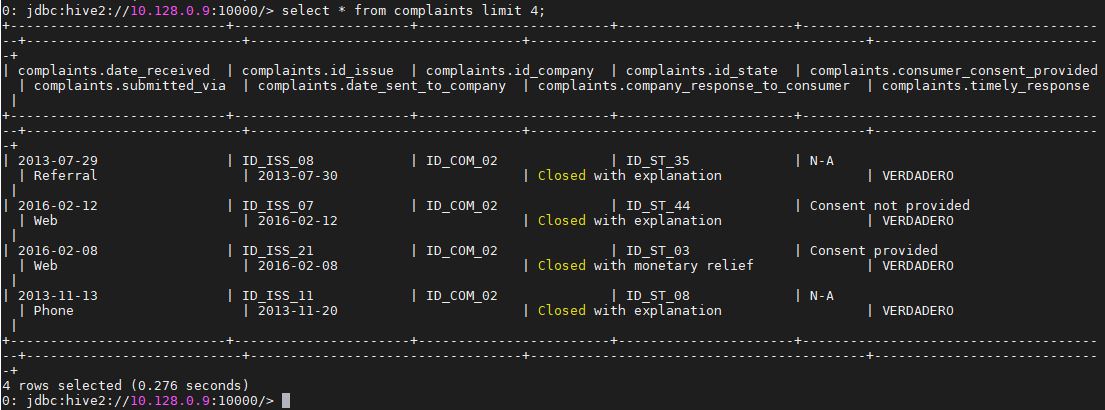 0: jdbc:hive2://10.128.0.9:10000/> select * from complaints limit 4;
+---------------------------+----------------------+------------------------+----------------------+-------------------------------------
--+---------------------------+----------------------------------+------------------------------------------+----------------------------
-+
| complaints.date_received  | complaints.id_issue  | complaints.id_company  | complaints.id_state  | complaints.consumer_consent_provided
  | complaints.submitted_via  | complaints.date_sent_to_company  | complaints.company_response_to_consumer  | complaints.timely_response
 |
+---------------------------+----------------------+------------------------+----------------------+-------------------------------------
--+---------------------------+----------------------------------+------------------------------------------+----------------------------
-+
| 2013-07-29                | ID_ISS_08            | ID_COM_02              | ID_ST_35             | N-A
  | Referral                  | 2013-07-30                       | Closed with explanation                  | VERDADERO
 |
| 2016-02-12                | ID_ISS_07            | ID_COM_02              | ID_ST_44             | Consent not provided
  | Web                       | 2016-02-12                       | Closed with explanation                  | VERDADERO
 |
| 2016-02-08                | ID_ISS_21            | ID_COM_02              | ID_ST_03             | Consent provided
  | Web                       | 2016-02-08                       | Closed with monetary relief              | VERDADERO
 |
| 2013-11-13                | ID_ISS_11            | ID_COM_02              | ID_ST_08             | N-A
  | Phone                     | 2013-11-20                       | Closed with explanation                  | VERDADERO
 |
+---------------------------+----------------------+------------------------+----------------------+-------------------------------------
--+---------------------------+----------------------------------+------------------------------------------+----------------------------
-+
4 rows selected (0.276 seconds)
0: jdbc:hive2://10.128.0.9:10000/>